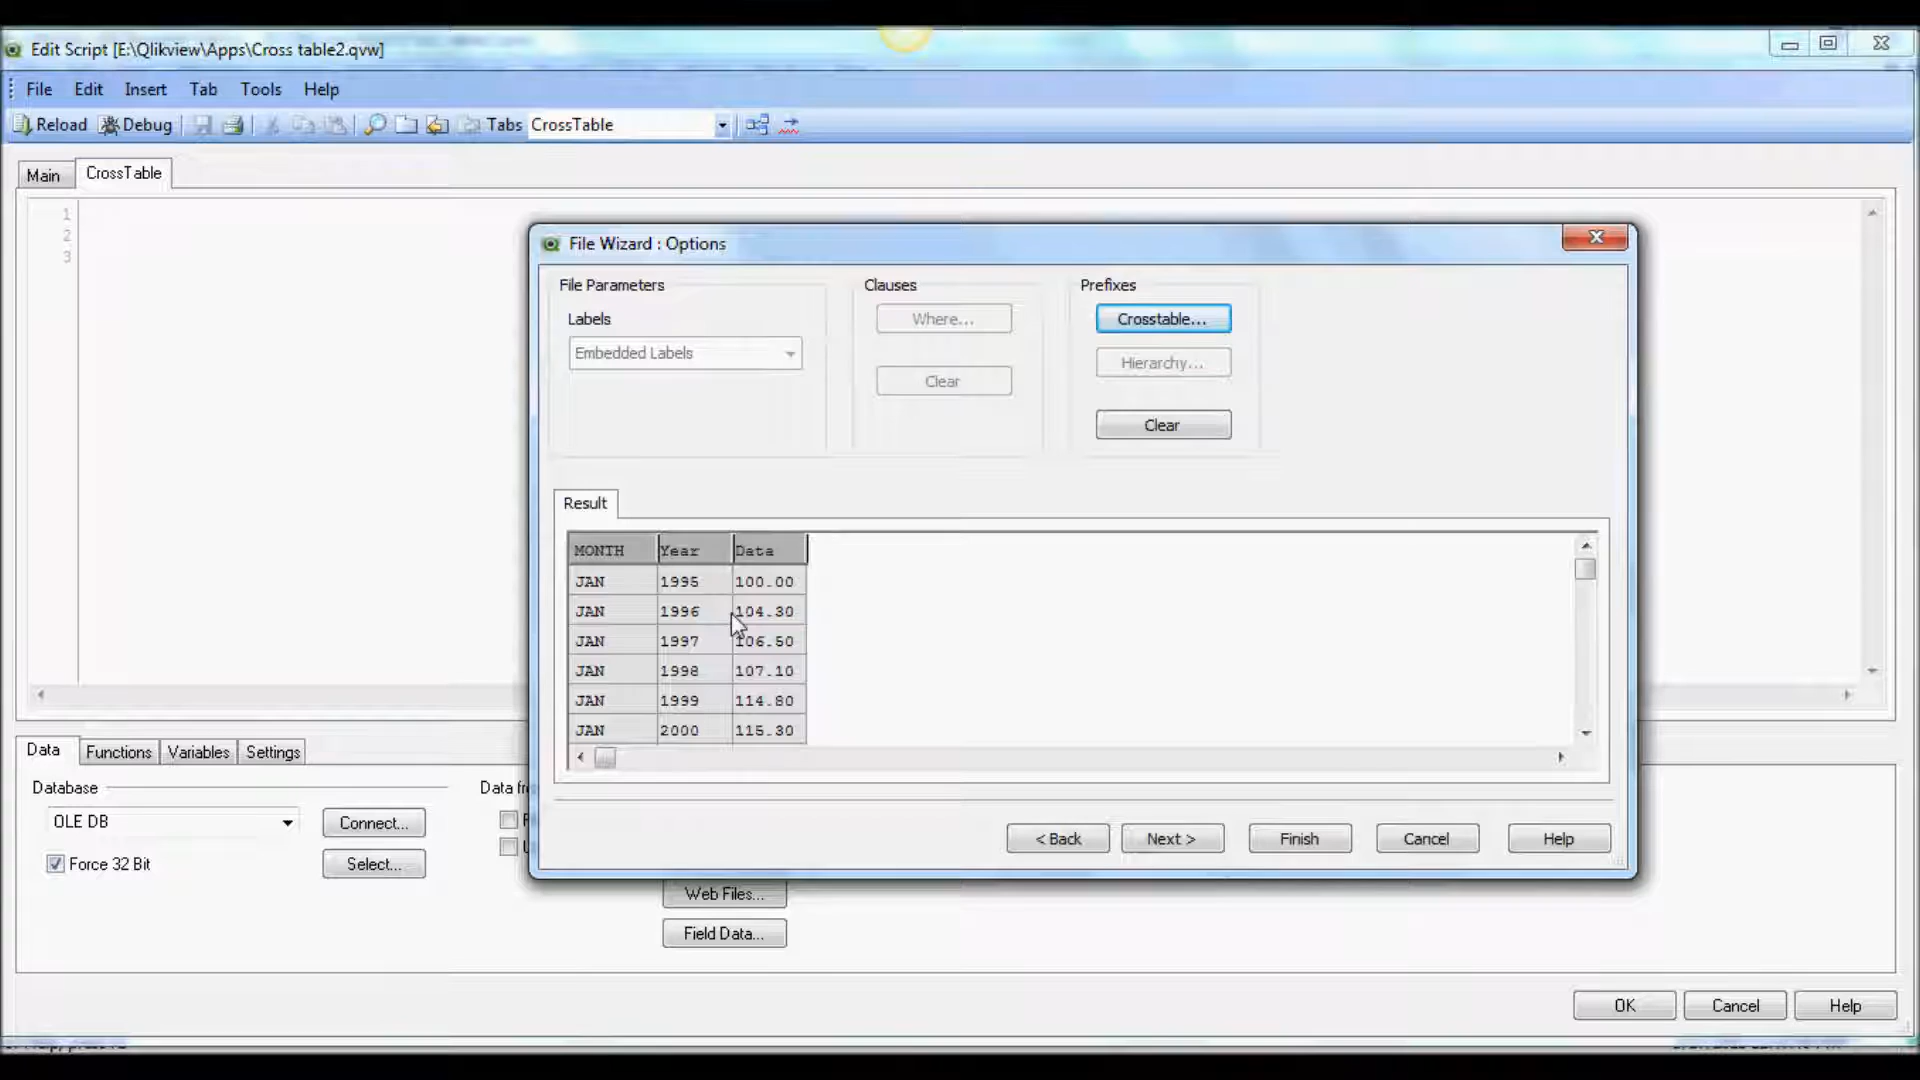 Edit Script [E:\Qlikview\Apps\Cross table2.qvw]
File Edit Insert Tab Tools Help
Reload Debug Tabs CrossTable
Main CrossTable
1
2
3
File Wizard : Options
File Parameters Clauses Prefixes
Labels Where... Crosstable...
Embedded Labels Hierarchy...
Clear Clear
Result
MONTH Year Data
JAN 1995 100.00
JAN 1996 104.30
JAN 1997 106.50
JAN 1998 107.10
JAN 1999 114.80
JAN 2000 115.30
< Back Next > Finish Cancel Help
Data Functions Variables Settings
Database Data
OLE DB Connect...
Force 32 Bit Select...
Web Files...
Field Data...
OK Cancel Help